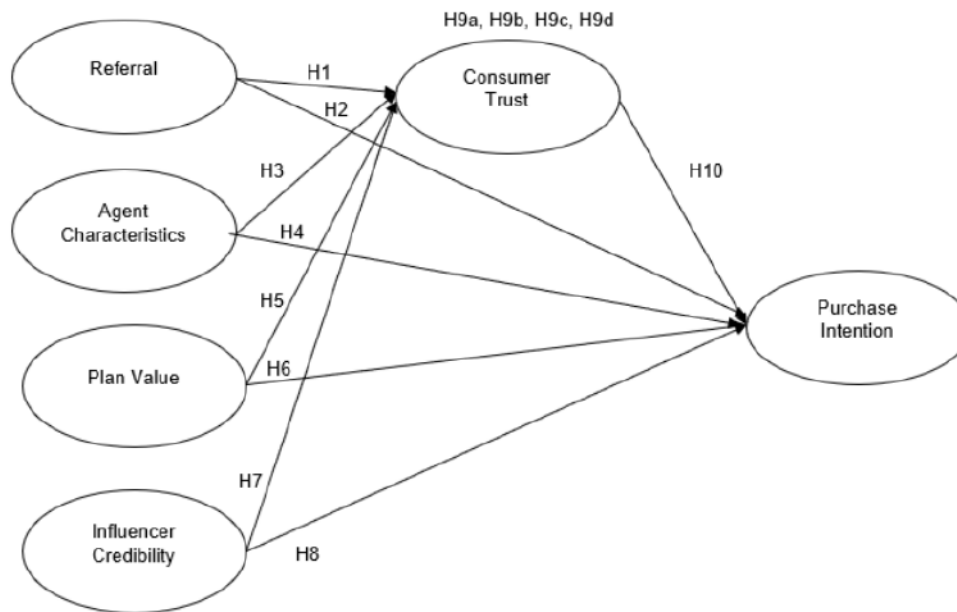 H9a, H9b, H9c, H9d
Referral
H1
Consumer
Trust
H2
H3
H10
Agent
Characteristics
H4
H5
Purchase
Intention
Plan Value
H6
H7
Influencer
Credibility
H8